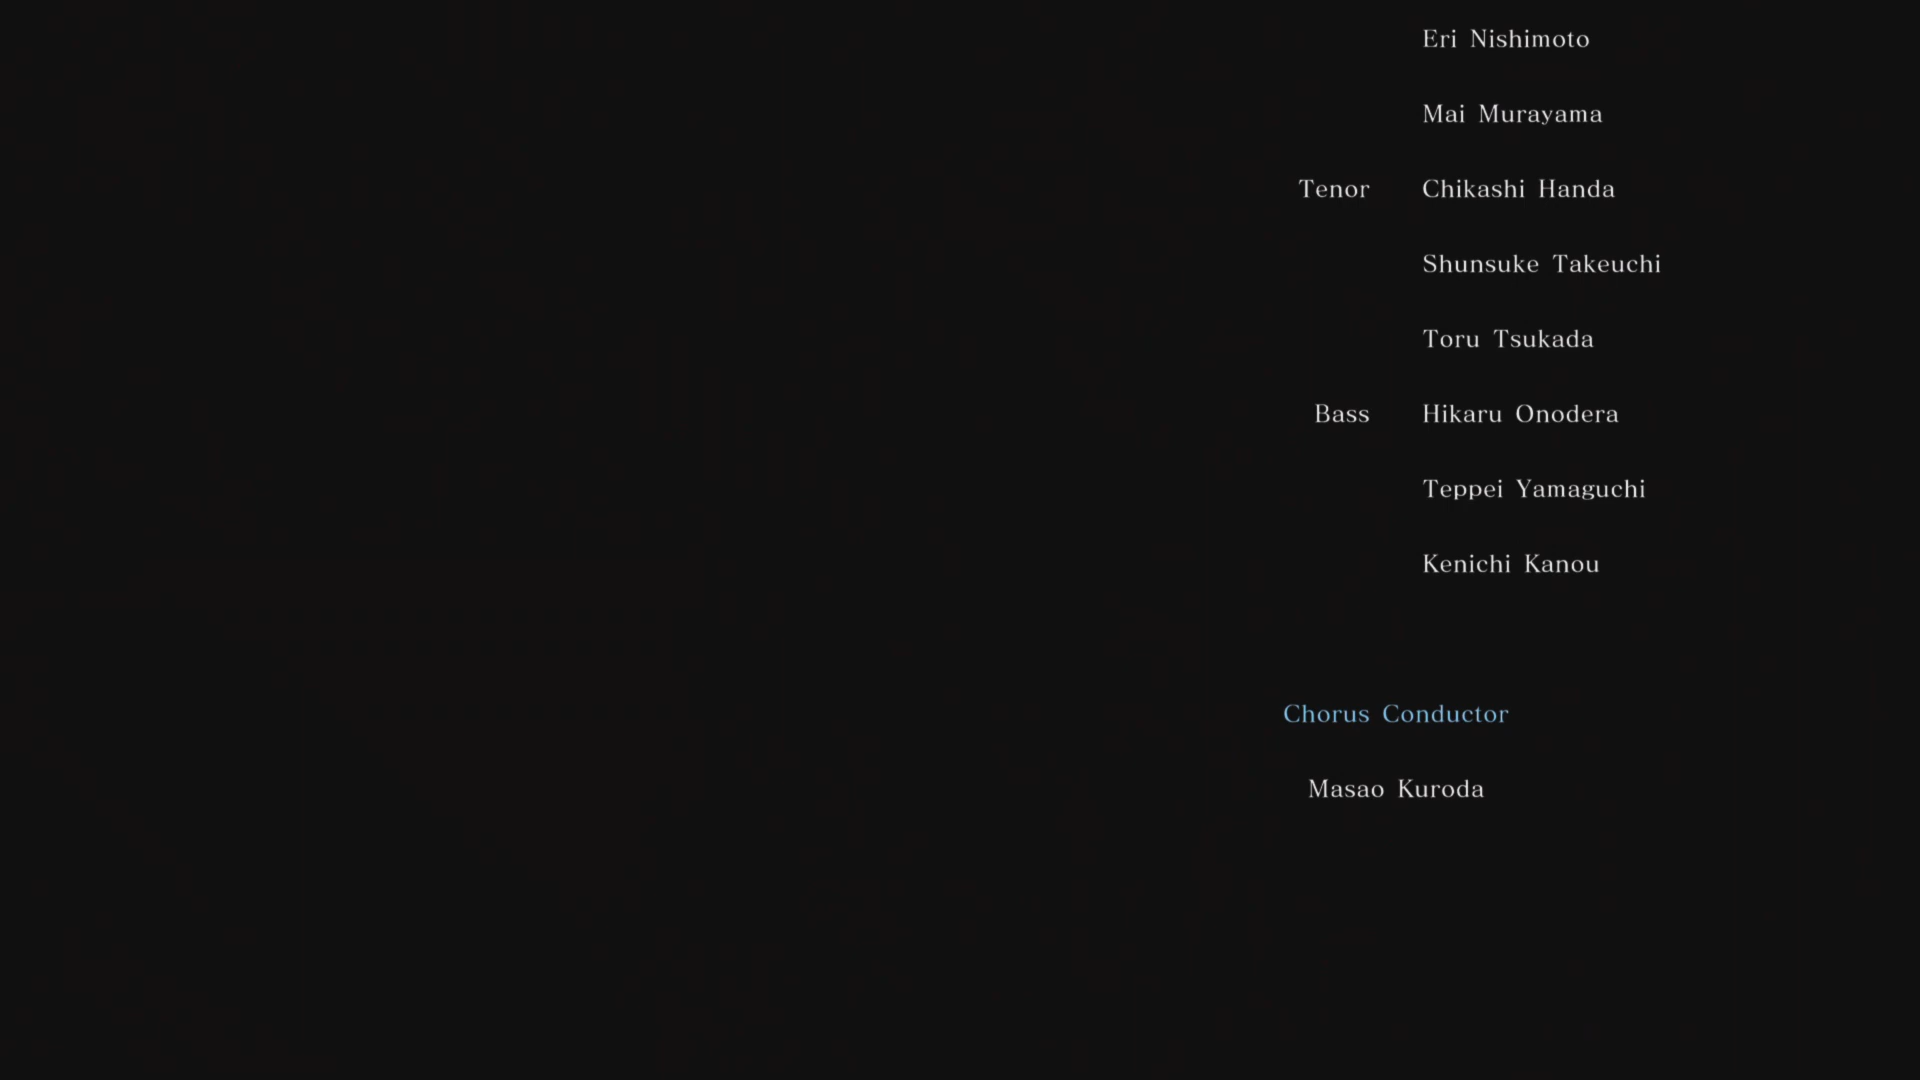 Eri Nishimoto
Mai Murayama
Tenor Chikashi Handa
Shunsuke Takeuchi
Toru Tsukada
Bass Hikaru Onodera
Teppei Yamaguchi
Kenichi Kanou
Chorus Conductor
Masao Kuroda